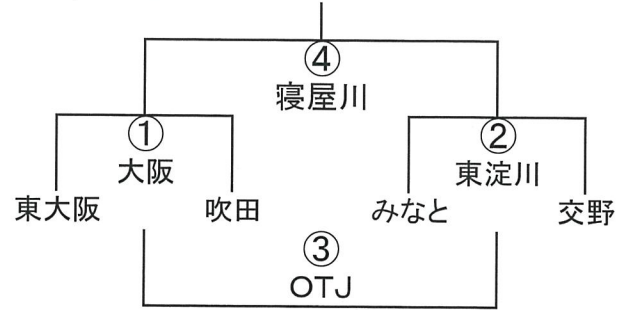 ④
寝屋川
①
大阪
②
東淀川
東大阪
吹田
みなと
交野
③
OTJ